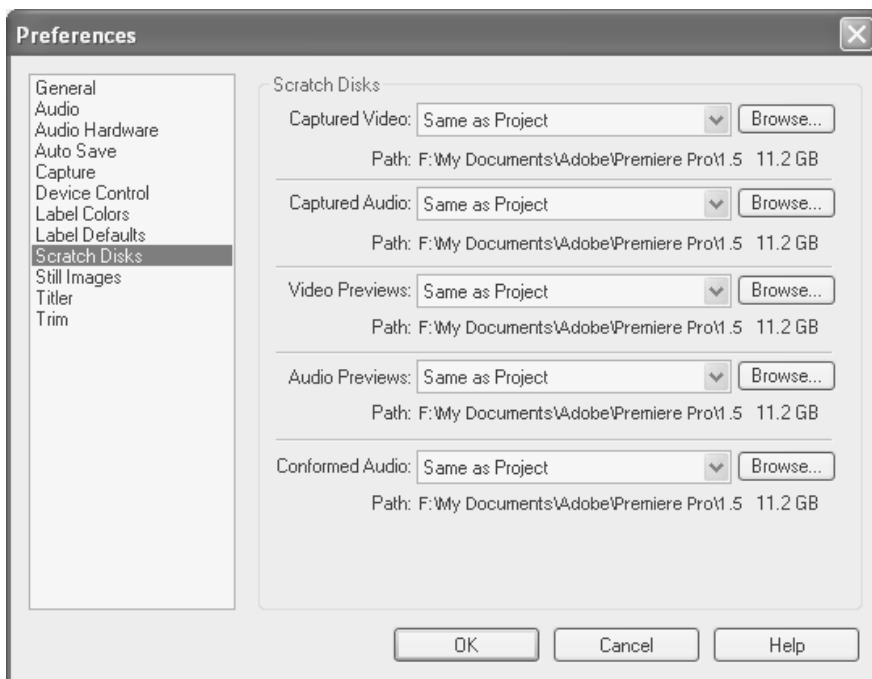 Preferences
General
Audio
Audio Hardware
Auto Save
Capture
Device Control
Label Colors
Label Defaults
Scratch Disks
Still Images
Titler
Trim
Scratch Disks
Captured Video: Same as Project Browse...
Path: F:\My Documents\Adobe\Premiere Pro\1.5 11.2 GB
Captured Audio: Same as Project Browse...
Path: F:\My Documents\Adobe\Premiere Pro\1.5 11.2 GB
Video Previews: Same as Project Browse...
Path: F:\My Documents\Adobe\Premiere Pro\1.5 11.2 GB
Audio Previews: Same as Project Browse...
Path: F:\My Documents\Adobe\Premiere Pro\1.5 11.2 GB
Conformed Audio: Same as Project Browse...
Path: F:\My Documents\Adobe\Premiere Pro\1.5 11.2 GB
OK Cancel Help